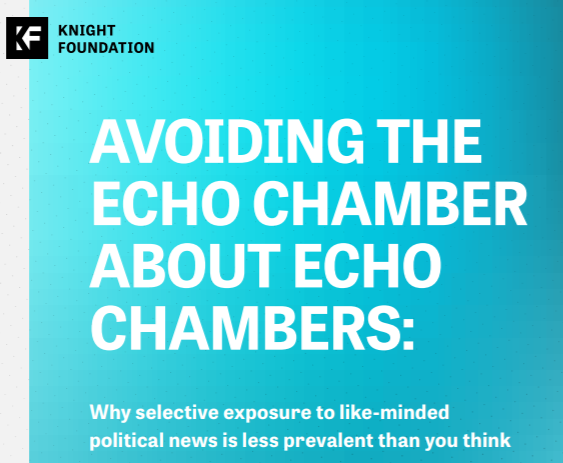 KF
KNIGHT
FOUNDATION
AVOIDING THE
ECHO CHAMBER
ABOUT ECHO
CHAMBERS:
Why selective exposure to like-minded
political news is less prevalent than you think